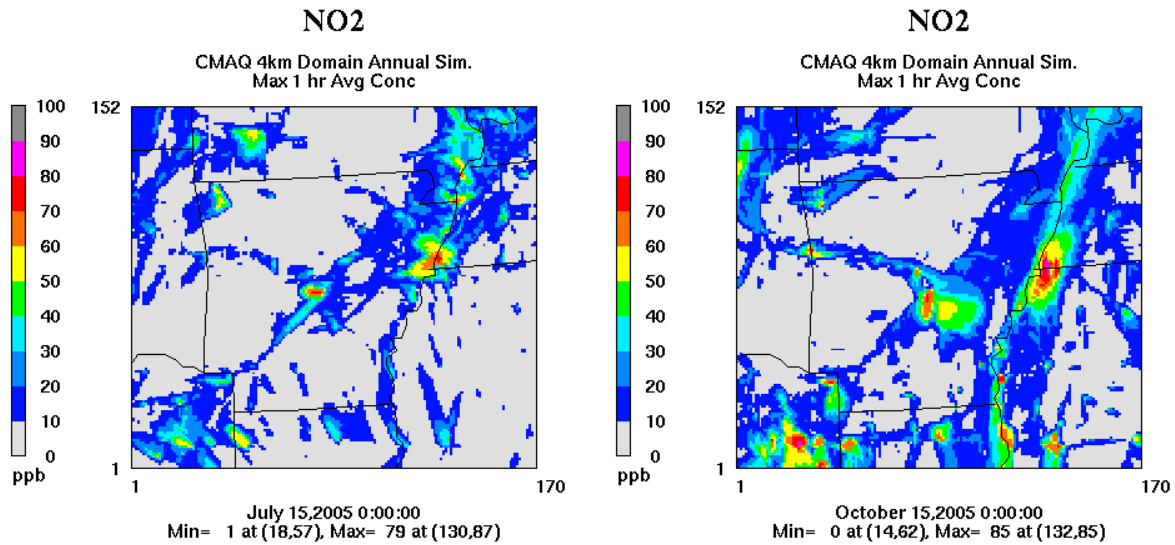 NO2
CMAQ 4km Domain Annual Sim.
Max 1 hr Avg Conc
100
90
80
70
60
50
40
30
20
10
0
ppb
152
1
1
170
July 15,2005 0:00:00
Min= 1 at (18,57), Max= 79 at (130,87)
NO2
CMAQ 4km Domain Annual Sim.
Max 1 hr Avg Conc
100
90
80
70
60
50
40
30
20
10
0
ppb
152
1
1
170
October 15,2005 0:00:00
Min= 0 at (14,62), Max= 85 at (132,85)